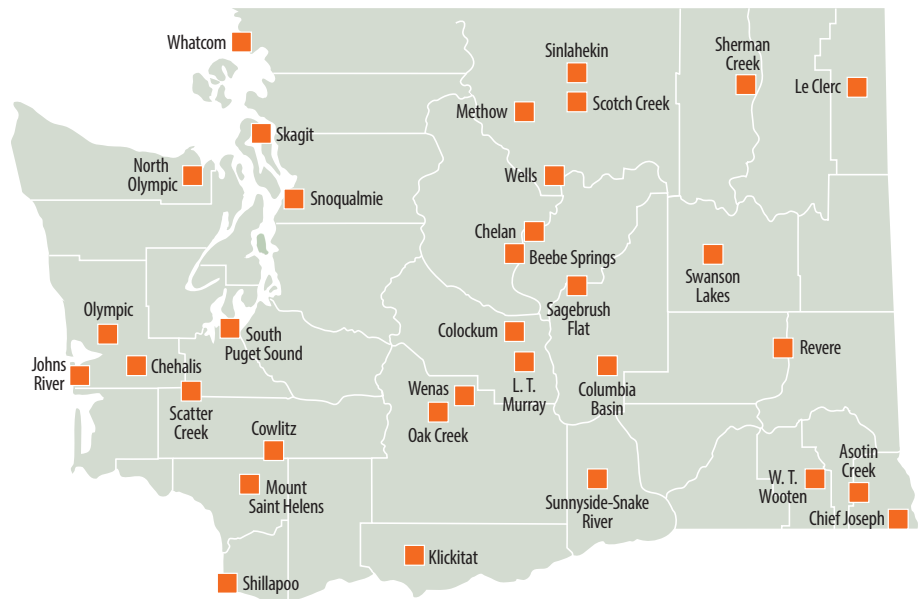 Whatcom
Sinlahekin
Sherman
Creek
Le Clerc
Scotch Creek
Methow
Skagit
North
Olympic
Wells
Snoqualmie
Chelan
Beebe Springs
Swanson
Lakes
Sagebrush
Flat
Olympic
South
Puget Sound
Colockum
Revere
Johns
River
Chehalis
L. T.
Murray
Columbia
Basin
Wenas
Scatter
Creek
Oak Creek
Cowlitz
Asotin
Creek
W. T.
Wooten
Mount
Saint Helens
Sunnyside-Snake
River
Chief Joseph
Klickitat
Shillapoo